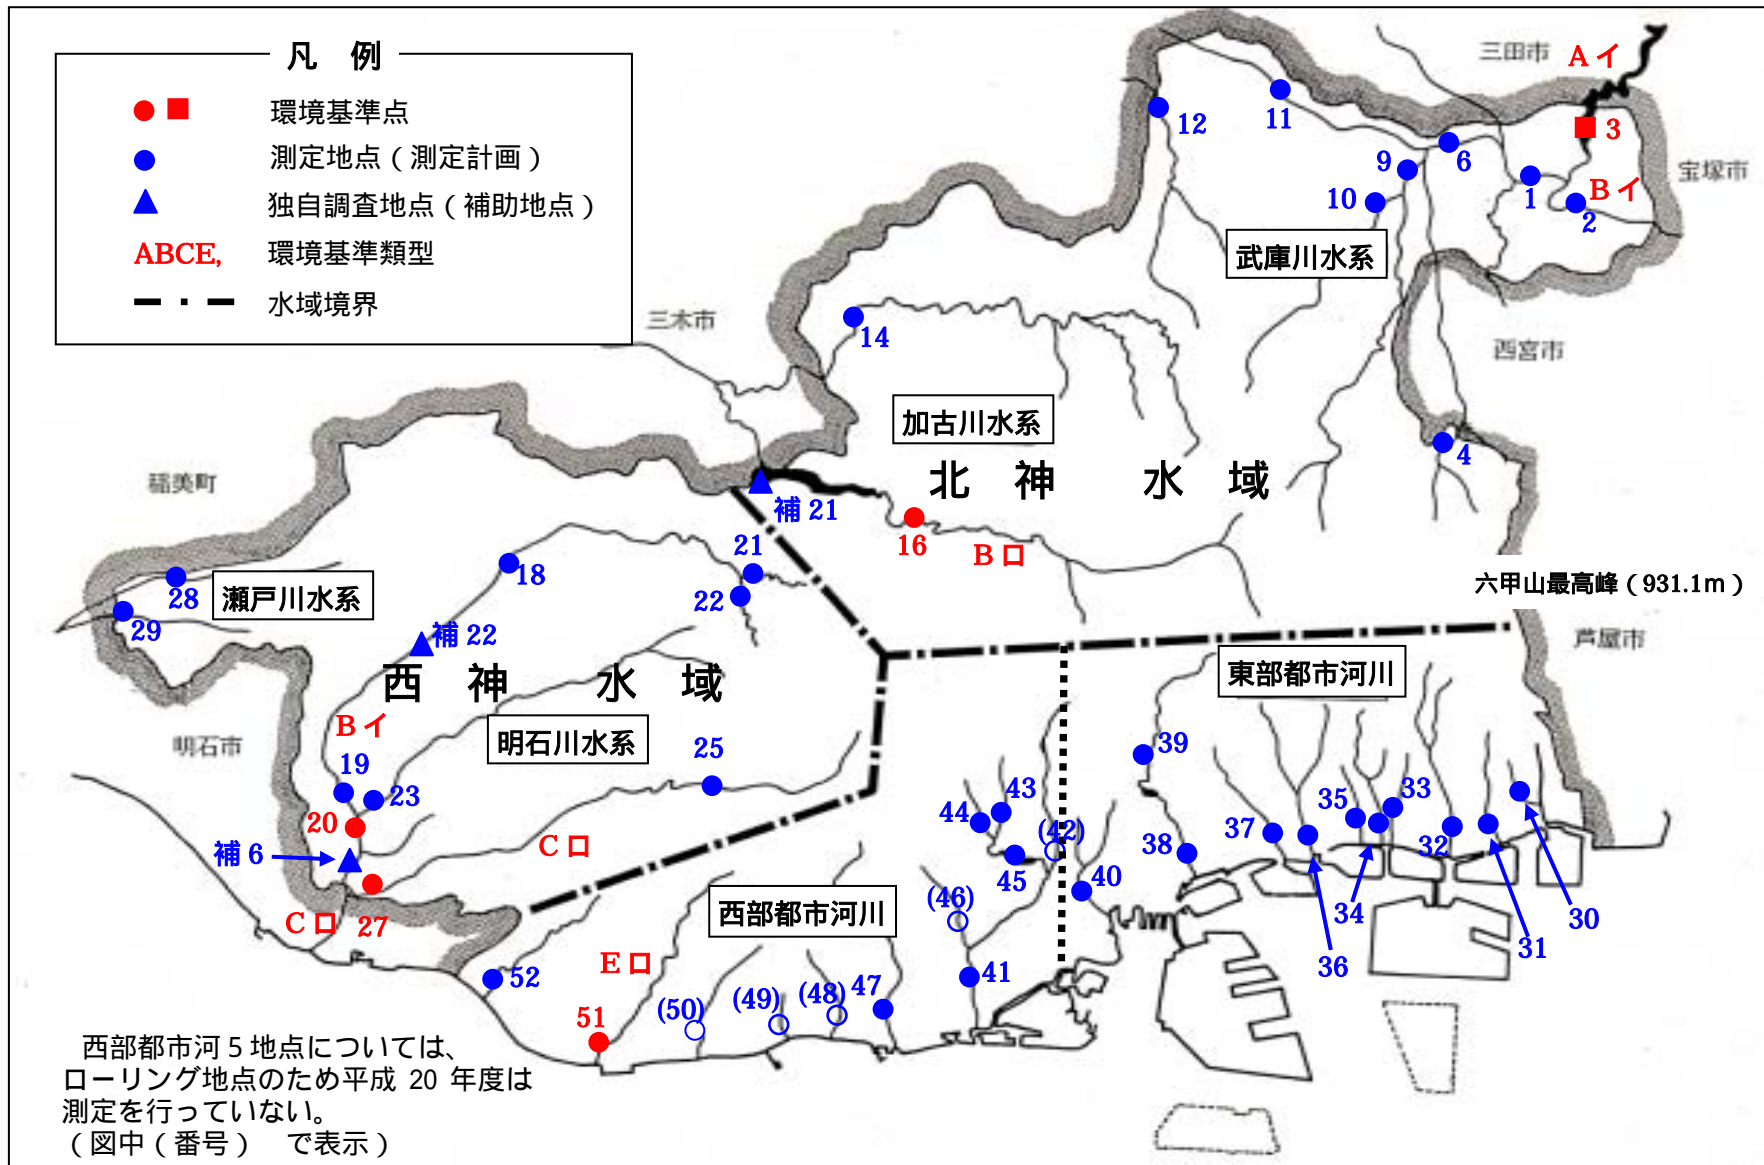 凡 例
環境基準点
測定地点（測定計画）
独自調査地点（補助地点）
ABCE, 環境基準類型
水域境界
三田市
Aイ
3
宝塚市
Bイ
12
11
6
9
10
1
2
武庫川水系
三木市
14
西宮市
加古川水系
4
北神水域
稲美町
補21
16
Bロ
21
22
18
六甲山最高峰（931.1m）
瀬戸川水系
28
29
補22
芦屋市
西神水域
東部都市河川
Bイ
明石市
明石川水系
25
39
19
23
20
43
44
(42)
35
33
37
32
38
補6
Cロ
45
40
27
Cロ
西部都市河川
(46)
34
30
31
36
Eロ
52
41
47
(48)
(49)
(50)
51
西部都市河5地点については、
ローリング地点のため平成 20 年度は
測定を行っていない。
（図中（番号） で表示）